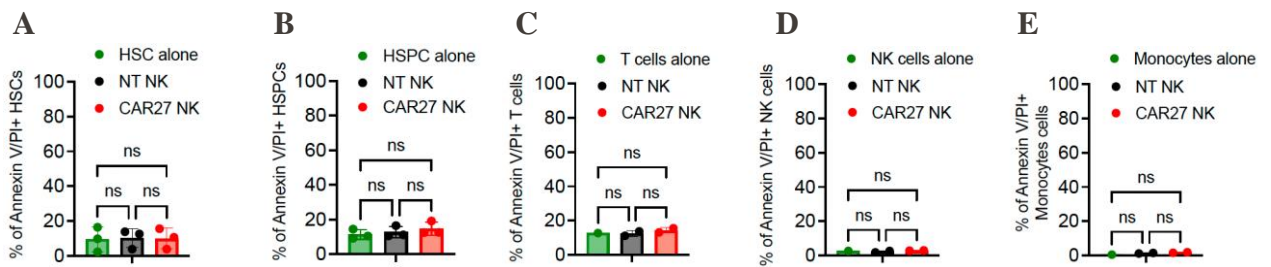 A
HSC alone
NT NK
CAR27 NK
% of Annexin V/PI+ HSCs
100
80
60
40
20
0
ns
ns
ns
B
HSPC alone
NT NK
CAR27 NK
% of Annexin V/PI+ HSPCs
100
80
60
40
20
0
ns
ns
ns
C
T cells alone
NT NK
CAR27 NK
% of Annexin V/PI+ T cells
100
80
60
40
20
0
ns
ns
ns
D
NK cells alone
NT NK
CAR27 NK
% of Annexin V/PI+ NK cells
100
80
60
40
20
0
ns
ns
ns
E
Monocytes alone
NT NK
CAR27 NK
% of Annexin V/PI+
Monocytes cells
100
80
60
40
20
0
ns
ns
ns